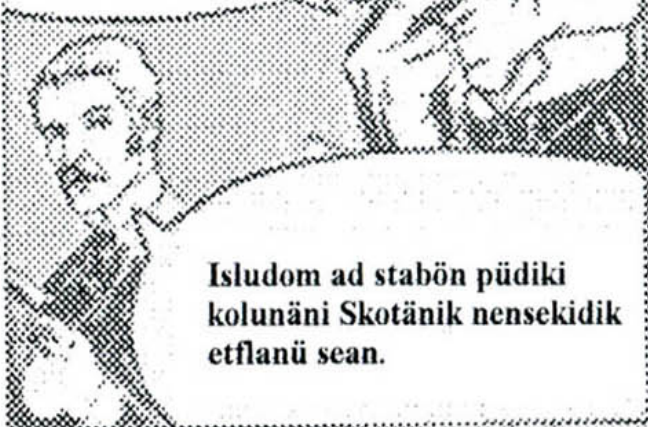 Isludom ad stabön püdiki
kolunäni Skotänik nensekidik
etflanü sean.